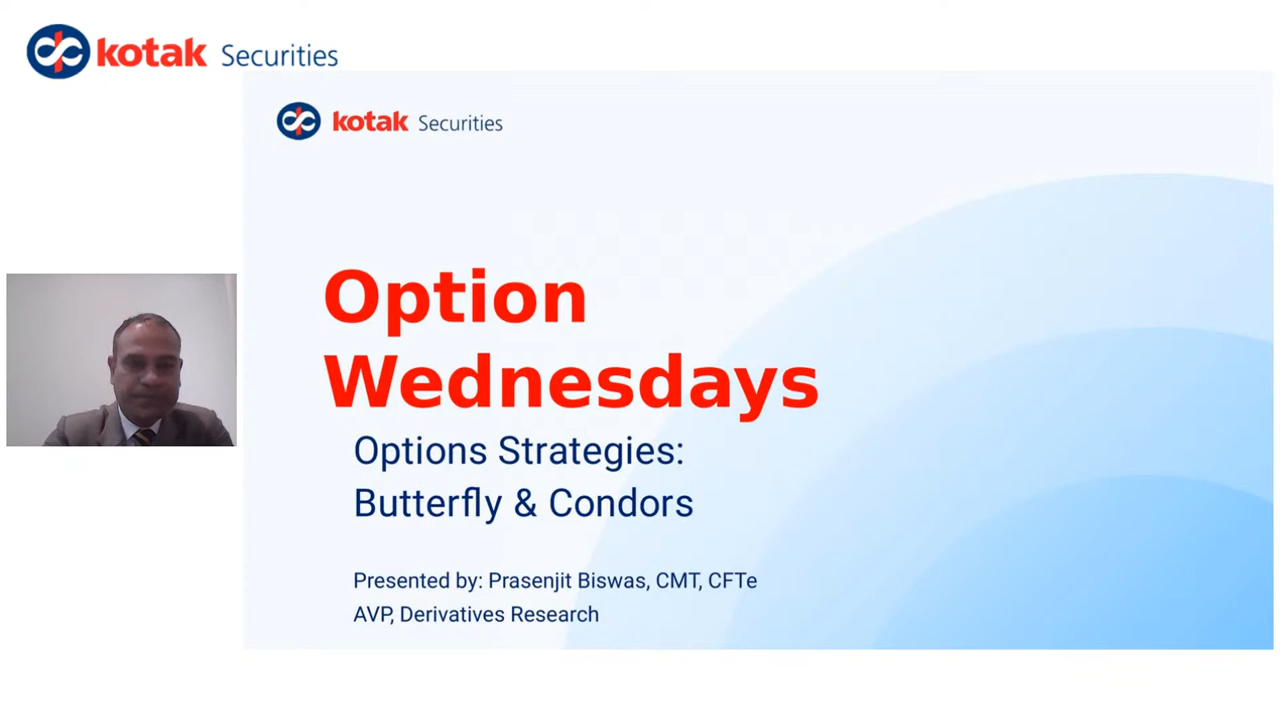 kotak Securities
kotak Securities
Option
Wednesdays
Options Strategies:
Butterfly & Condors
Presented by: Prasenjit Biswas, CMT, CFTe
AVP, Derivatives Research